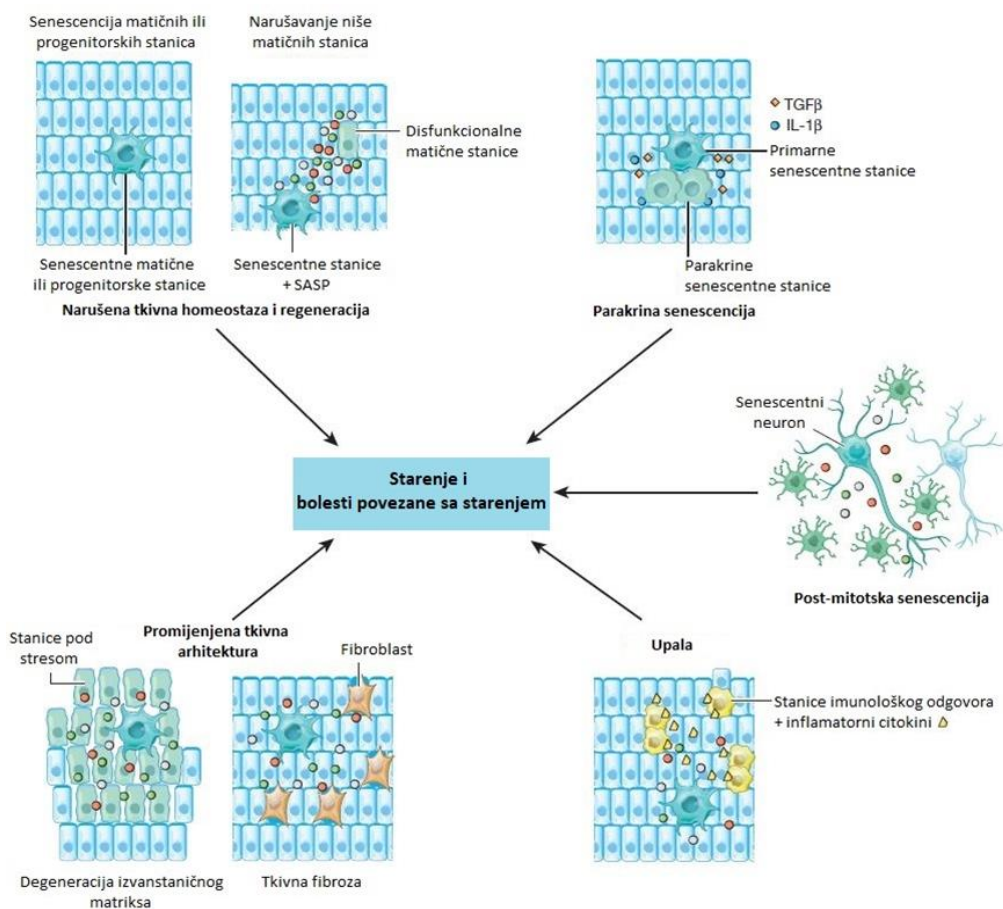 Senescencija matičnih ili
progenitorskih stanica
Narušavanje niše
matičnih stanica
Disfunkcionalne
matične stanice
Senescentne matične
ili progenitorske stanice
Senescentne stanice
+ SASP
Narušena tkivna homeostaza i regeneracija
TGFβ
IL-1β
Primarne
senescentne stanice
Parakrine
senescentne stanice
Parakrina senescencija
Senescentni
neuron
Post-mitotska senescencija
Starenje i
bolesti povezane sa starenjem
Promijenjena tkivna
arhitektura
Stanice pod
stresom
Fibroblast
Degeneracija izvanstaničnog
matriksa
Tkivna fibroza
Upala
Stanice imunološkog odgovora
+ inflamatorni citokini